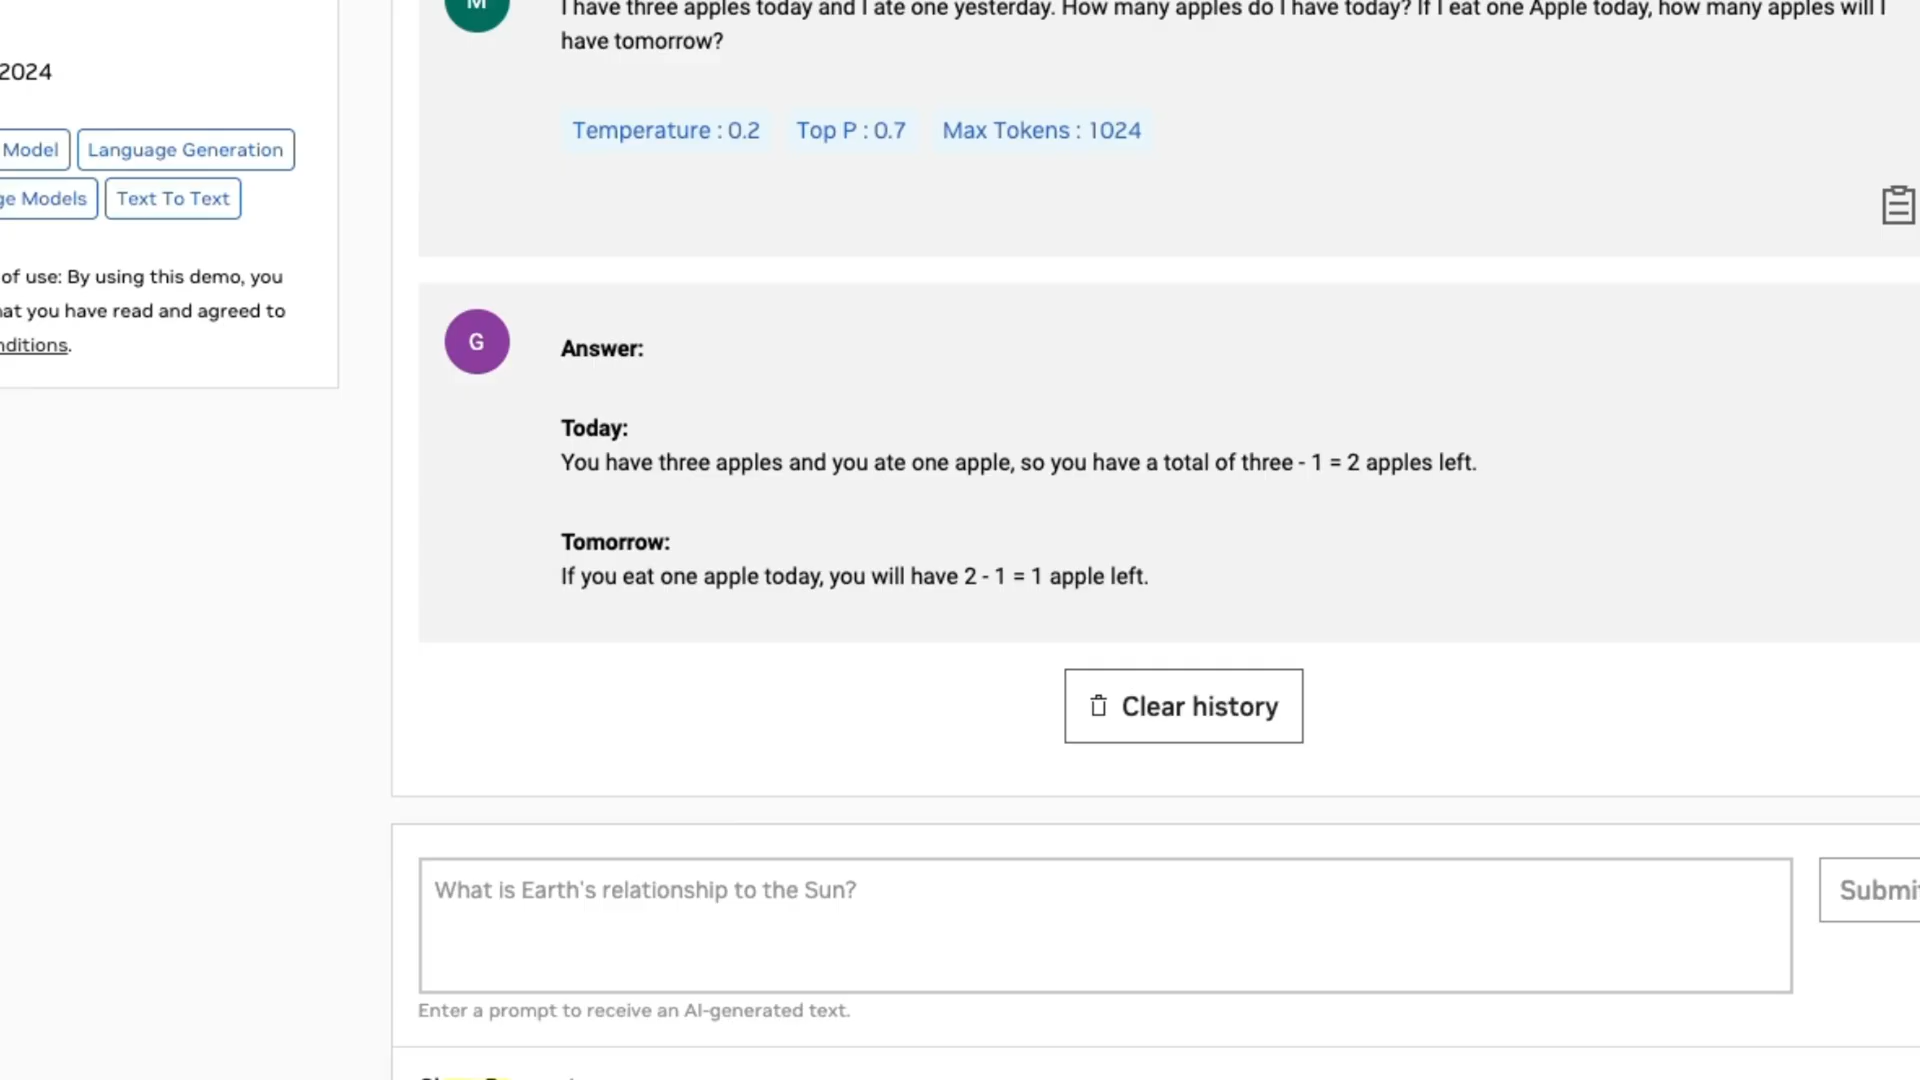 2024
Model
Language Generation
ge Models
Text To Text
of use: By using this demo, you
at you have read and agreed to
nditions.
M
I have three apples today and I ate one yesterday. How many apples do I have today? If I eat one Apple today, how many apples will I
have tomorrow?
Temperature : 0.2
Top P : 0.7
Max Tokens : 1024
G
Answer:
Today:
You have three apples and you ate one apple, so you have a total of three - 1 = 2 apples left.
Tomorrow:
If you eat one apple today, you will have 2 - 1 = 1 apple left.
Clear history
What is Earth's relationship to the Sun?
Submi
Enter a prompt to receive an AI-generated text.